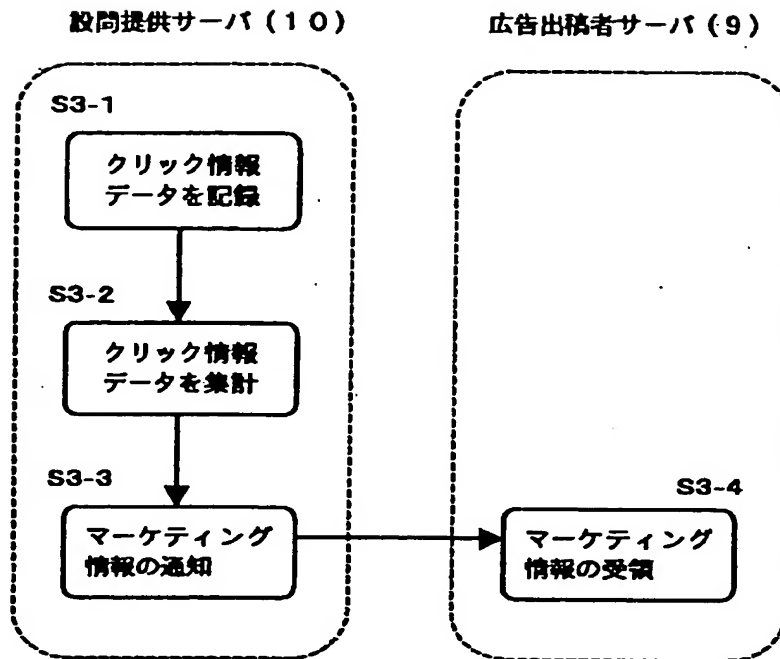 設問提供サーバ（１０）
広告出稿者サーバ（９）
S3-1
クリック情報
データを記録
S3-2
クリック情報
データを集計
S3-3
マーケティング
情報の通知
S3-4
マーケティング
情報の受領